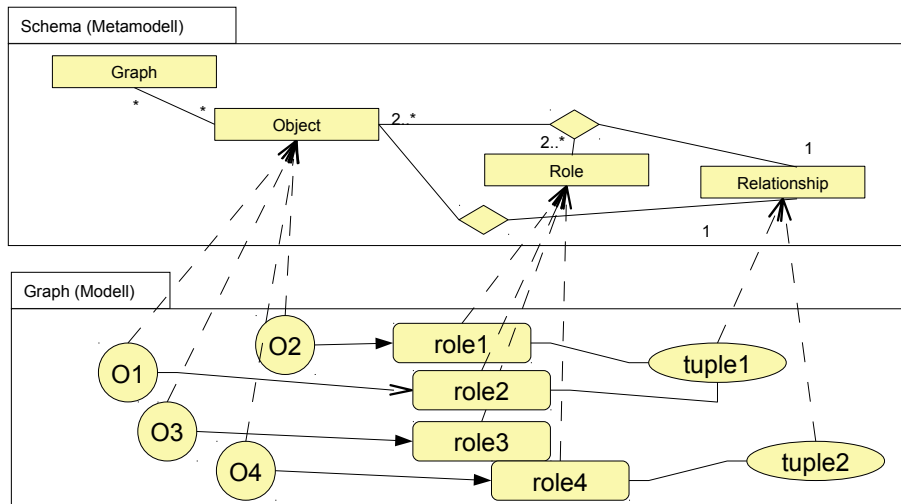 Schema (Metamodell)
Graph
*
*
Object
2..*
2..*
1
Role
Relationship
1
Graph (Modell)
O2
role1
tuple1
O1
role2
O3
role3
O4
role4
tuple2